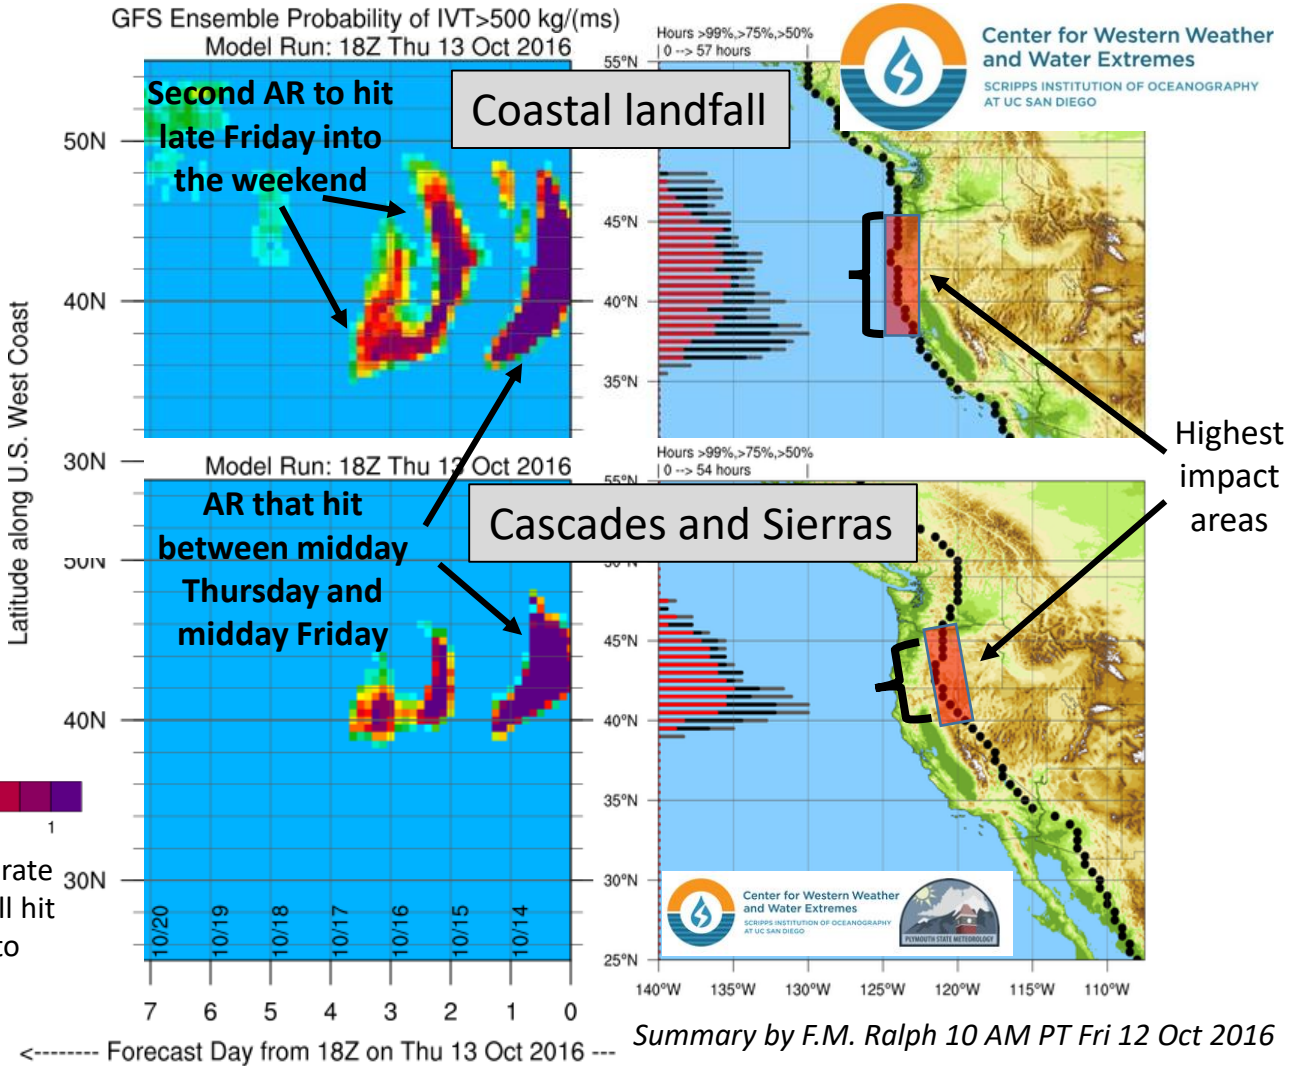 GFS Ensemble Probability of IVT>500 kg/(ms)
Model Run: 18Z Thu 13 Oct 2016
Hours >99%,>75%,>50%
0 --> 57 hours
Center for Western Weather
and Water Extremes
SCRIPPS INSTITUTION OF OCEANOGRAPHY
AT UC SAN DIEGO
Coastal landfall
Second AR to hit
late Friday into
the weekend
50N
40N
30N
55°N
45°N
40°N
35°N
Latitude along U.S. West Coast
Highest
impact
areas
Model Run: 18Z Thu 13 Oct 2016
Hours >99%,>75%,>50%
0 --> 54 hours
Cascades and Sierras
AR that hit
between midday
Thursday and
midday Friday
50N
40N
30N
55°N
50°N
45°N
40°N
35°N
30°N
25°N
1
rate
ll hit
to
10/20
10/19
10/18
10/17
10/16
10/15
10/14
Center for Western Weather
and Water Extremes
SCRIPPS INSTITUTION OF OCEANOGRAPHY
AT UC SAN DIEGO
PLYMOUTH STATE METEOROLOGY
7 6 5 4 3 2 1 0
140°W 135°W 130°W 125°W 120°W 115°W 110°W
<-------- Forecast Day from 18Z on Thu 13 Oct 2016 ---
Summary by F.M. Ralph 10 AM PT Fri 12 Oct 2016